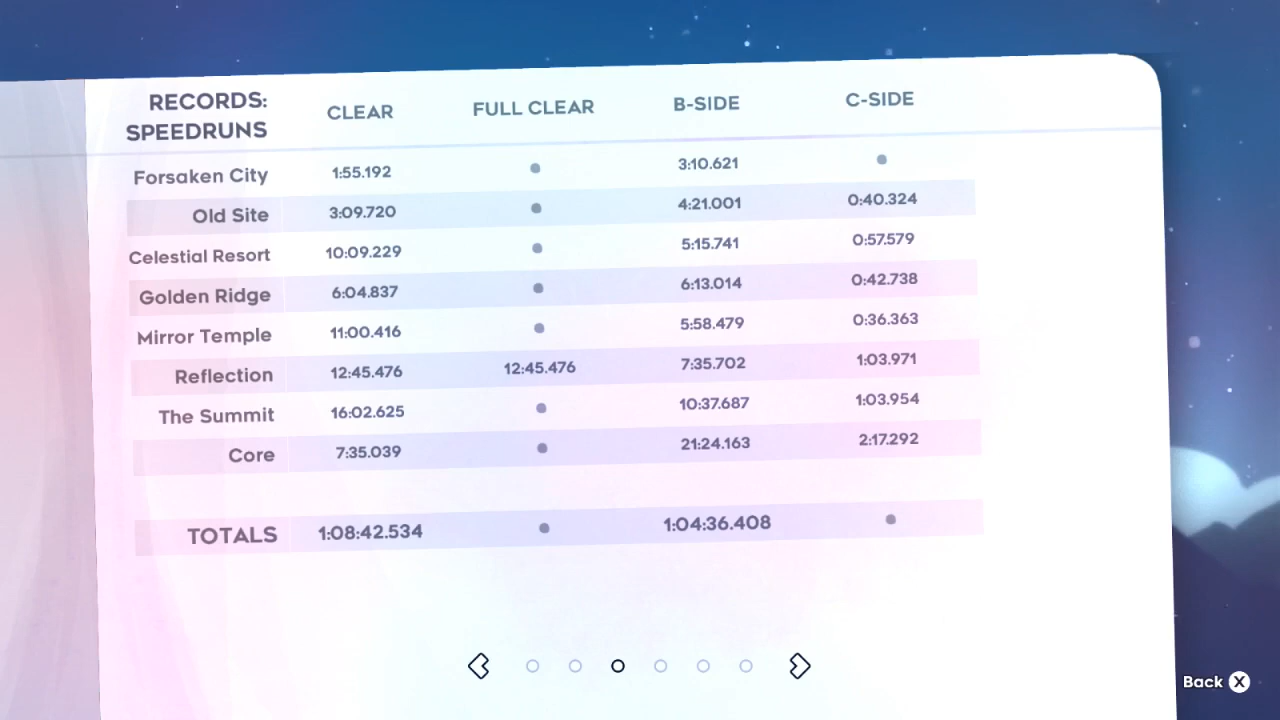 RECORDS:
SPEEDRUNS CLEAR FULL CLEAR B-SIDE C-SIDE
Forsaken City 1:55.192 3:10.621
Old Site 3:09.720 4:21.001 0:40.324
Celestial Resort 10:09.229 5:15.741 0:57.579
Golden Ridge 6:04.837 6:13.014 0:42.738
Mirror Temple 11:00.416 5:58.479 0:36.363
Reflection 12:45.476 12:45.476 7:35.702 1:03.971
The Summit 16:02.625 10:37.687 1:03.954
Core 7:35.039 21:24.163 2:17.292
TOTALS 1:08:42.534 1:04:36.408
Back X